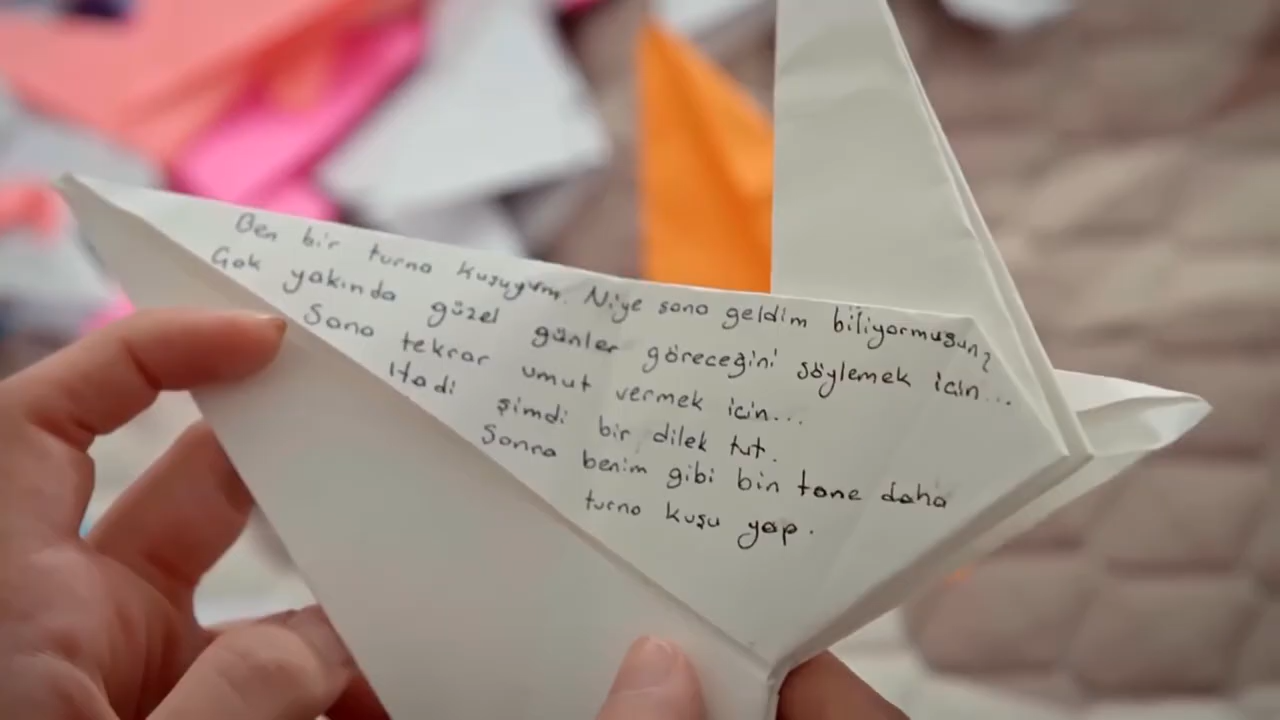 Ben bir turna kuşuyum. Niye sana geldim biliyormusun?
Çok yakında güzel günler göreceğini söylemek için...
Sana tekrar umut vermek için...
Hadi şimdi bir dilek tut.
Sonra benim gibi bin tane daha
turna kuşu yap.